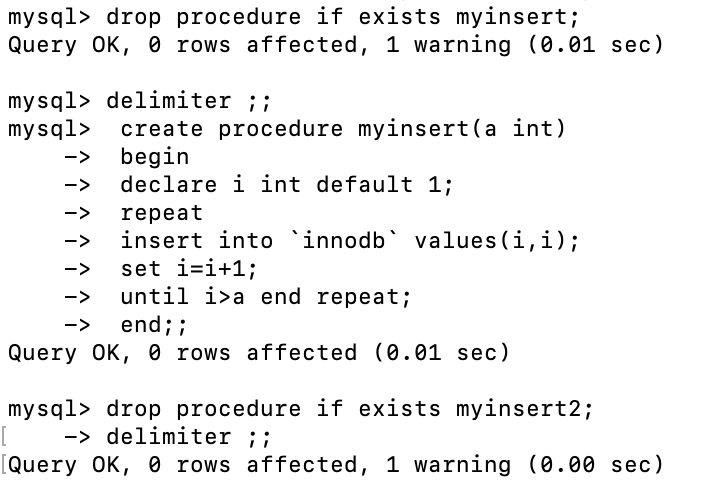 mysql> drop procedure if exists myinsert;
Query OK, 0 rows affected, 1 warning (0.01 sec)
mysql> delimiter ;;
mysql>  create procedure myinsert(a int)
    ->  begin
    ->  declare i int default 1;
    ->  repeat
    ->  insert into `innodb` values(i,i);
    ->  set i=i+1;
    ->  until i>a end repeat;
    ->  end;;
Query OK, 0 rows affected (0.01 sec)
mysql> drop procedure if exists myinsert2;
[    -> delimiter ;;
[Query OK, 0 rows affected, 1 warning (0.00 sec)